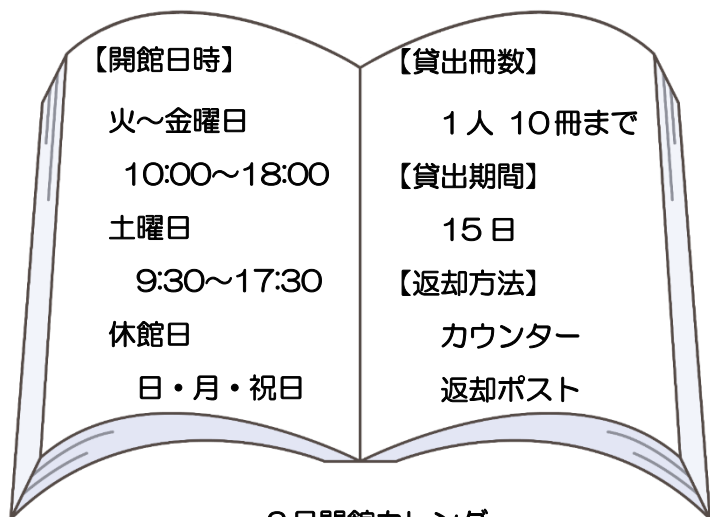 【開館日時】
火～金曜日
10:00～18:00
土曜日
9:30～17:30
休館日
日・月・祝日
【貸出冊数】
1人 10冊まで
【貸出期間】
15日
【返却方法】
カウンター
返却ポスト